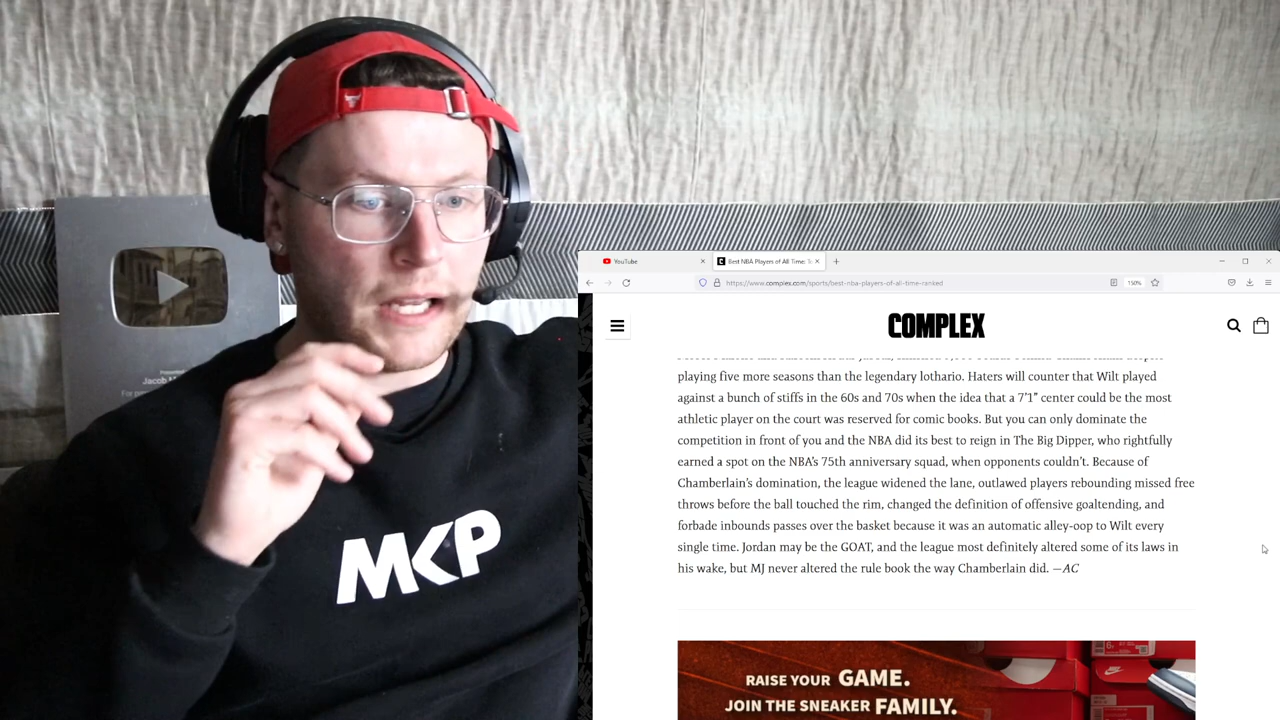 Jacob
MKP
YouTube
Best NBA Players of All Time: T
https://www.complex.com/sports/best-nba-players-of-all-time-ranked
150%
COMPLEX
playing five more seasons than the legendary lothario. Haters will counter that Wilt played
against a bunch of stiffs in the 60s and 70s when the idea that a 7'1" center could be the most
athletic player on the court was reserved for comic books. But you can only dominate the
competition in front of you and the NBA did its best to reign in The Big Dipper, who rightfully
earned a spot on the NBA's 75th anniversary squad, when opponents couldn't. Because of
Chamberlain's domination, the league widened the lane, outlawed players rebounding missed free
throws before the ball touched the rim, changed the definition of offensive goaltending, and
forbade inbounds passes over the basket because it was an automatic alley-oop to Wilt every
single time. Jordan may be the GOAT, and the league most definitely altered some of its laws in
his wake, but MJ never altered the rule book the way Chamberlain did. —AC
RAISE YOUR GAME.
JOIN THE SNEAKER FAMILY.